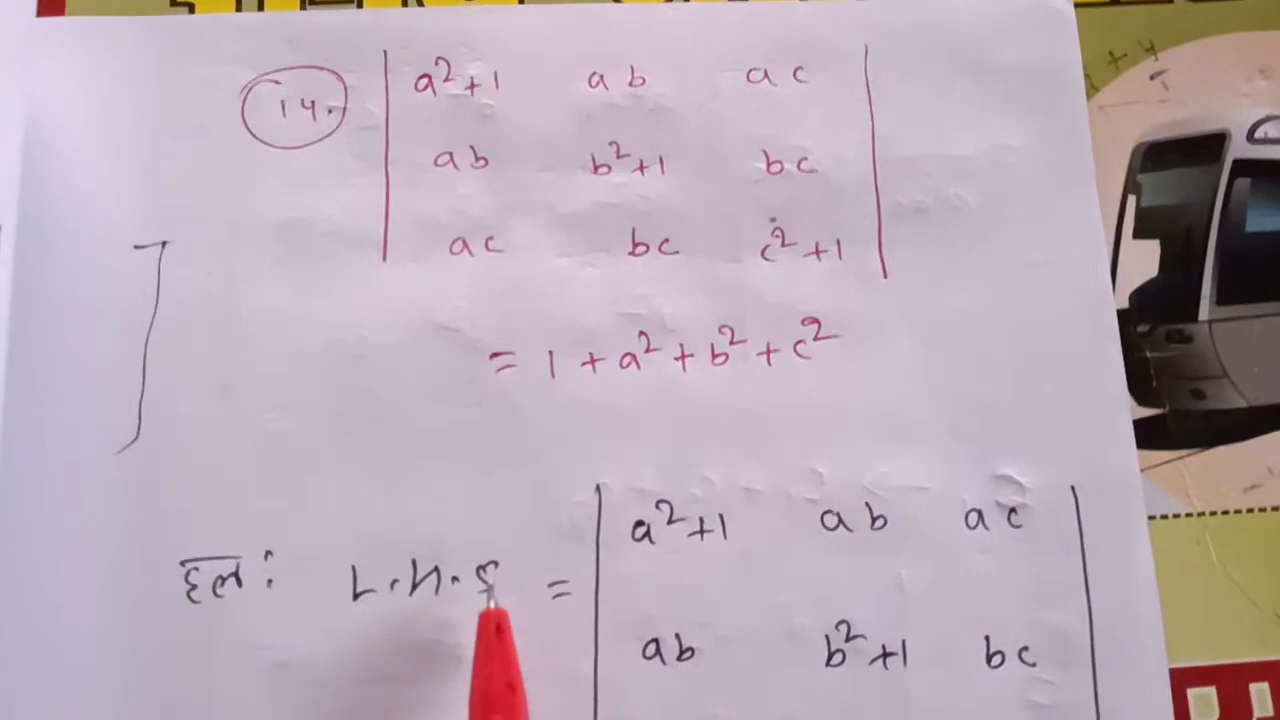 14. | a²+1 ab ac |
| ab b²+1 bc |
| ac bc c²+1 |
= 1 + a² + b² + c²
हल: L.H.S = | a²+1 ab ac |
| ab b²+1 bc |